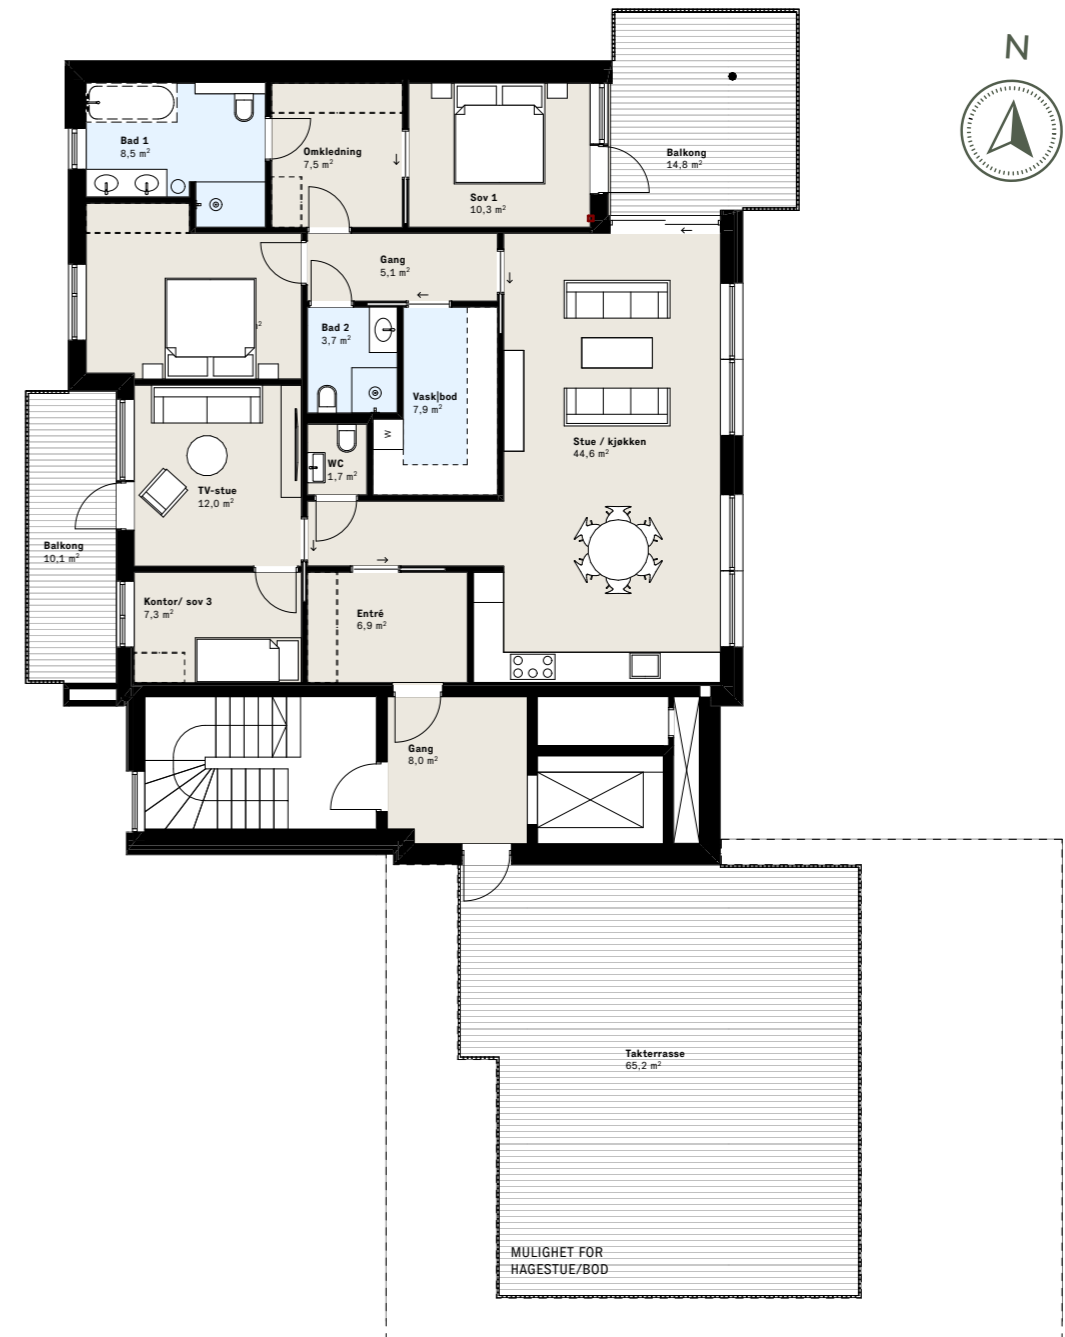 N
Bad 1
8,5 m²
Omkledning
7,5 m²
Sov 1
10,3 m²
Balkong
14,8 m²
Gang
5,1 m²
Bad 2
3,7 m²
Vask/bod
7,9 m²
W
Stue / kjøkken
44,6 m²
WC
1,7 m²
TV-stue
12,0 m²
Balkong
10,1 m²
Kontor/ sov 3
7,3 m²
Entré
6,9 m²
Gang
8,0 m²
Takterrasse
65,2 m²
MULIGHET FOR
HAGESTUE/BOD